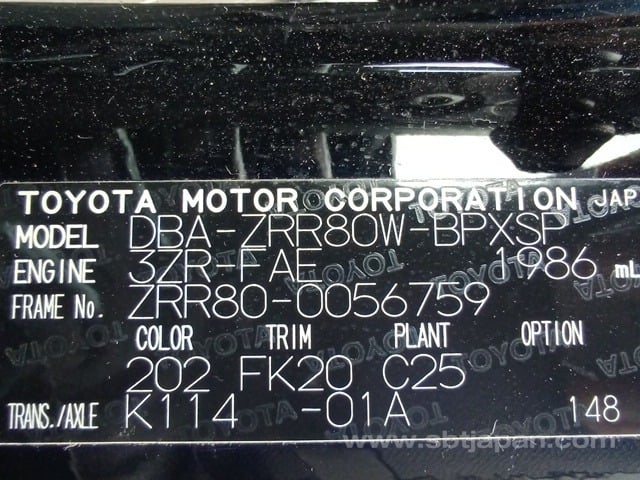 TOYOTA MOTOR CORPORATION JAP
MODEL DBA-ZRR80W-BPXSP
ENGINE 3ZR-FAE 1986 mL
FRAME No. ZRR80-0056759
COLOR TRIM PLANT OPTION
202 FK20 C25
TRANS./AXLE K114 -01A 148
www.sbtjapan.com